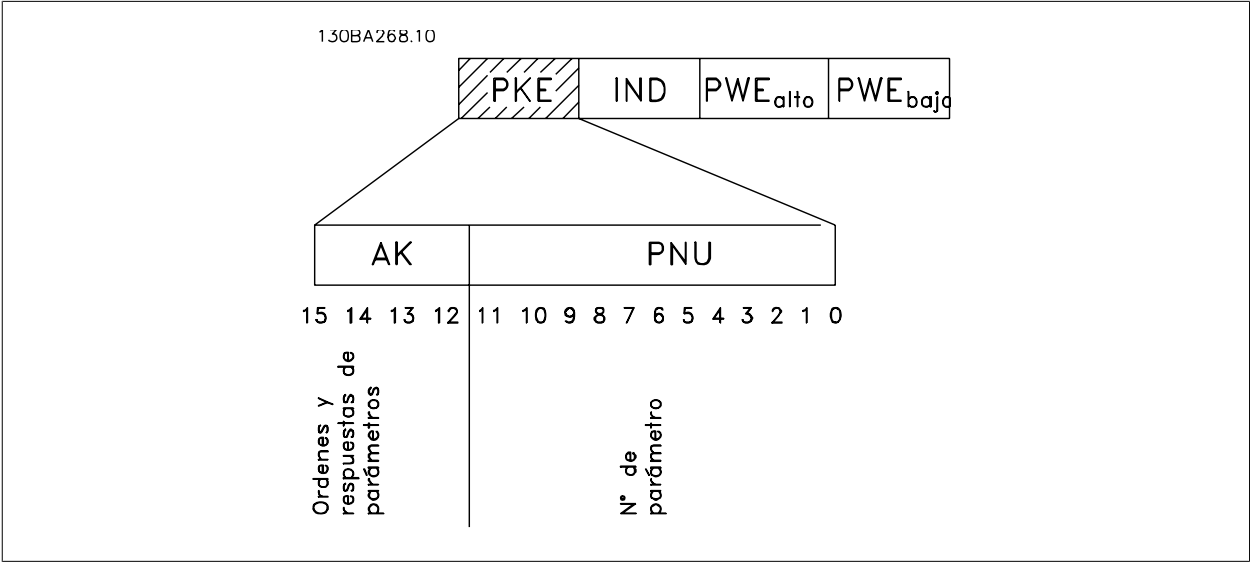 130BA268.10
PKE IND PWEalto PWEbajo
AK PNU
15 14 13 12 11 10 9 8 7 6 5 4 3 2 1 0
Ordenes y
respuestas de
parámetros
N° de
parámetro